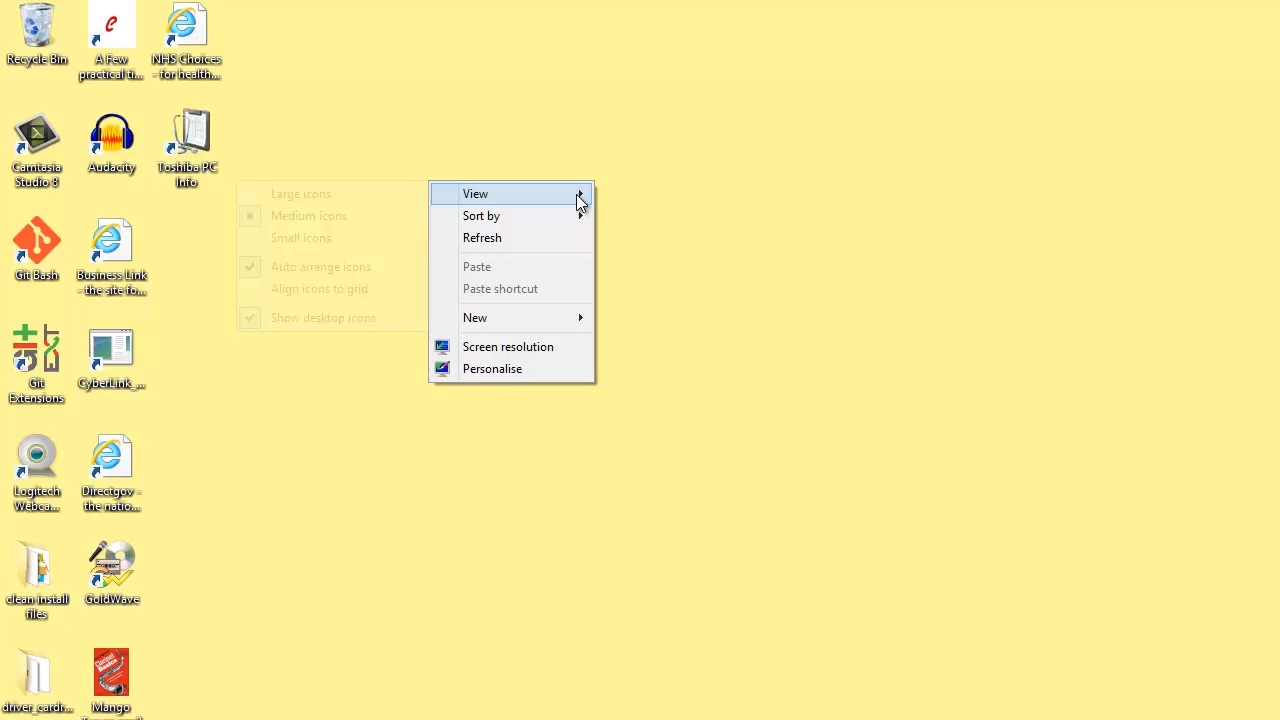 Recycle Bin
A Few
practical ti...
NHS Choices
- for health...
Camtasia
Studio 8
Audacity
Toshiba PC
Info
Git Bash
Business Link
- the site fo...
Git
Extensions
CyberLink_...
Logitech
Webca...
Directgov -
the natio...
clean install
files
GoldWave
driver_cardr...
Clarinet
Basics
Mango
Large icons
Medium icons
Small icons
Auto arrange icons
Align icons to grid
Show desktop icons
View
Sort by
Refresh
Paste
Paste shortcut
New
Screen resolution
Personalise